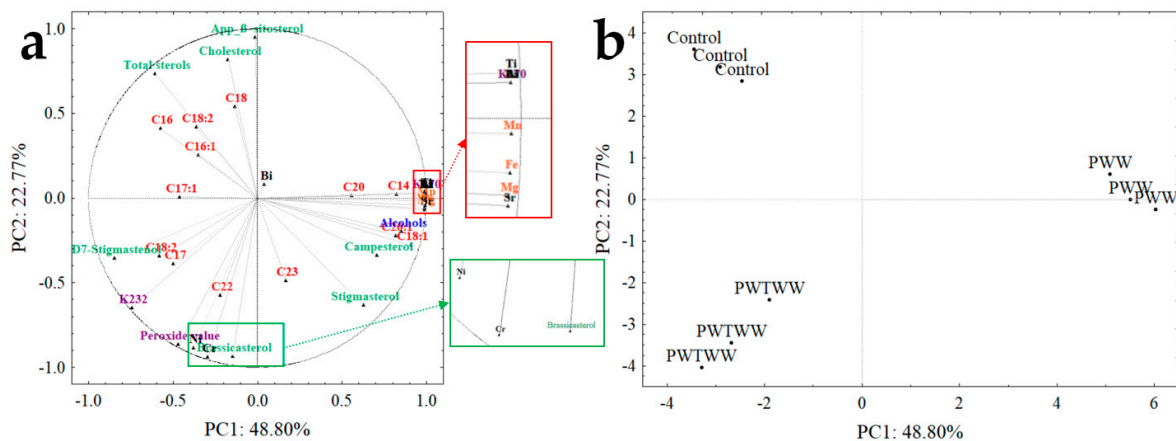 a
1.0
0.5
0.0
-0.5
-1.0
PC2: 22.77%
-1.0
-0.5
0.0
0.5
1.0
PC1: 48.80%
App_β sitosterol
Cholesterol
Total sterols
C18
C16
C18:2
C16:1
Bi
C17:1
C20
C14
Alcohols
C18:1
Campesterol
C18:2
D7-Stigmastenol
C17
C23
C22
Stigmasterol
K232
Peroxide value
Brassicasterol
Ti
Mn
Fe
Mg
Sr
Ni
Cr
Brassicasterol
b
4
3
2
1
0
-1
-2
-3
-4
PC2: 22.77%
-4
-2
0
2
4
6
PC1: 48.80%
Control
Control
Control
PWW
PWW
PWW
PWTWW
PWTWW
PWTWW